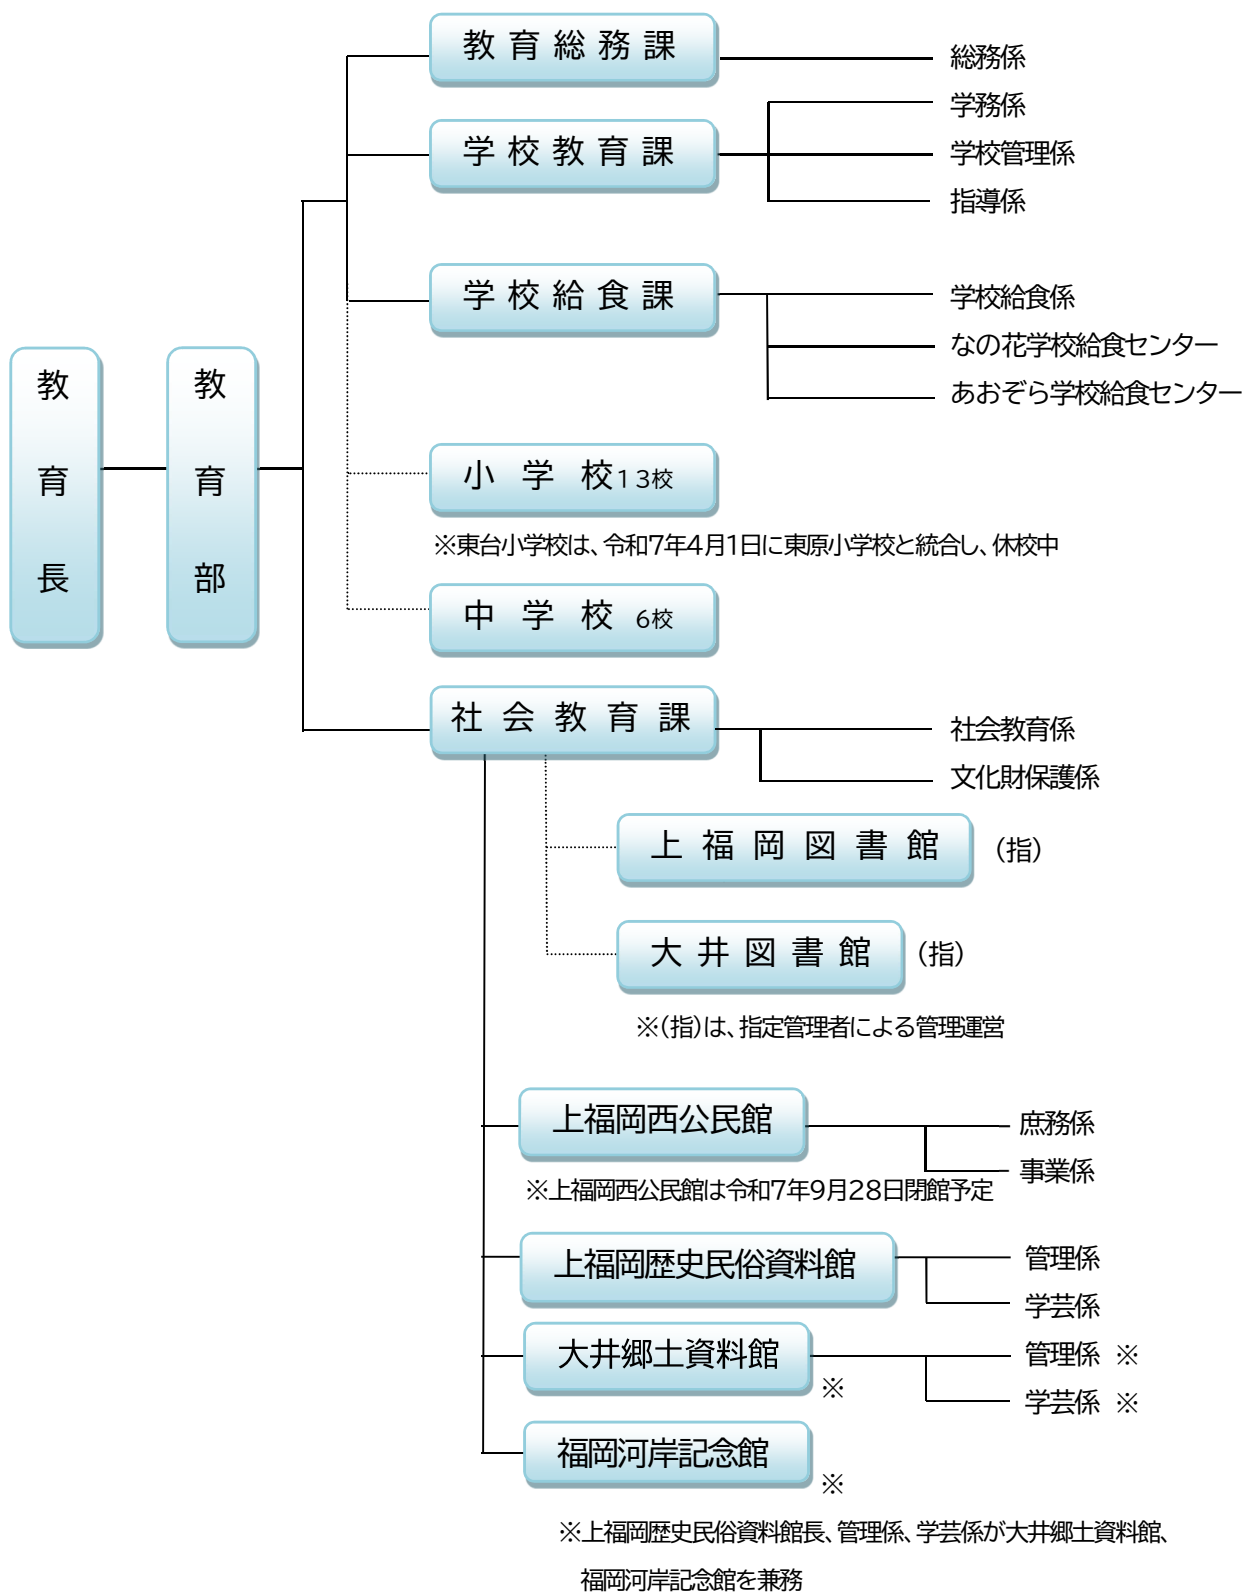 教育総務課
総務係
学務係
学校教育課
学校管理係
指導係
学校給食課
学校給食係
なの花学校給食センター
あおぞら学校給食センター
教育長
教育部
小学校13校
※東台小学校は、令和7年4月1日に東原小学校と統合し、休校中
中学校 6校
社会教育課
社会教育係
文化財保護係
上福岡図書館 (指)
大井図書館 (指)
※(指)は、指定管理者による管理運営
上福岡西公民館
庶務係
事業係
※上福岡西公民館は令和7年9月28日閉館予定
上福岡歴史民俗資料館
管理係
学芸係
大井郷土資料館 ※
管理係 ※
学芸係 ※
福岡河岸記念館 ※
※上福岡歴史民俗資料館長、管理係、学芸係が大井郷土資料館、
福岡河岸記念館を兼務